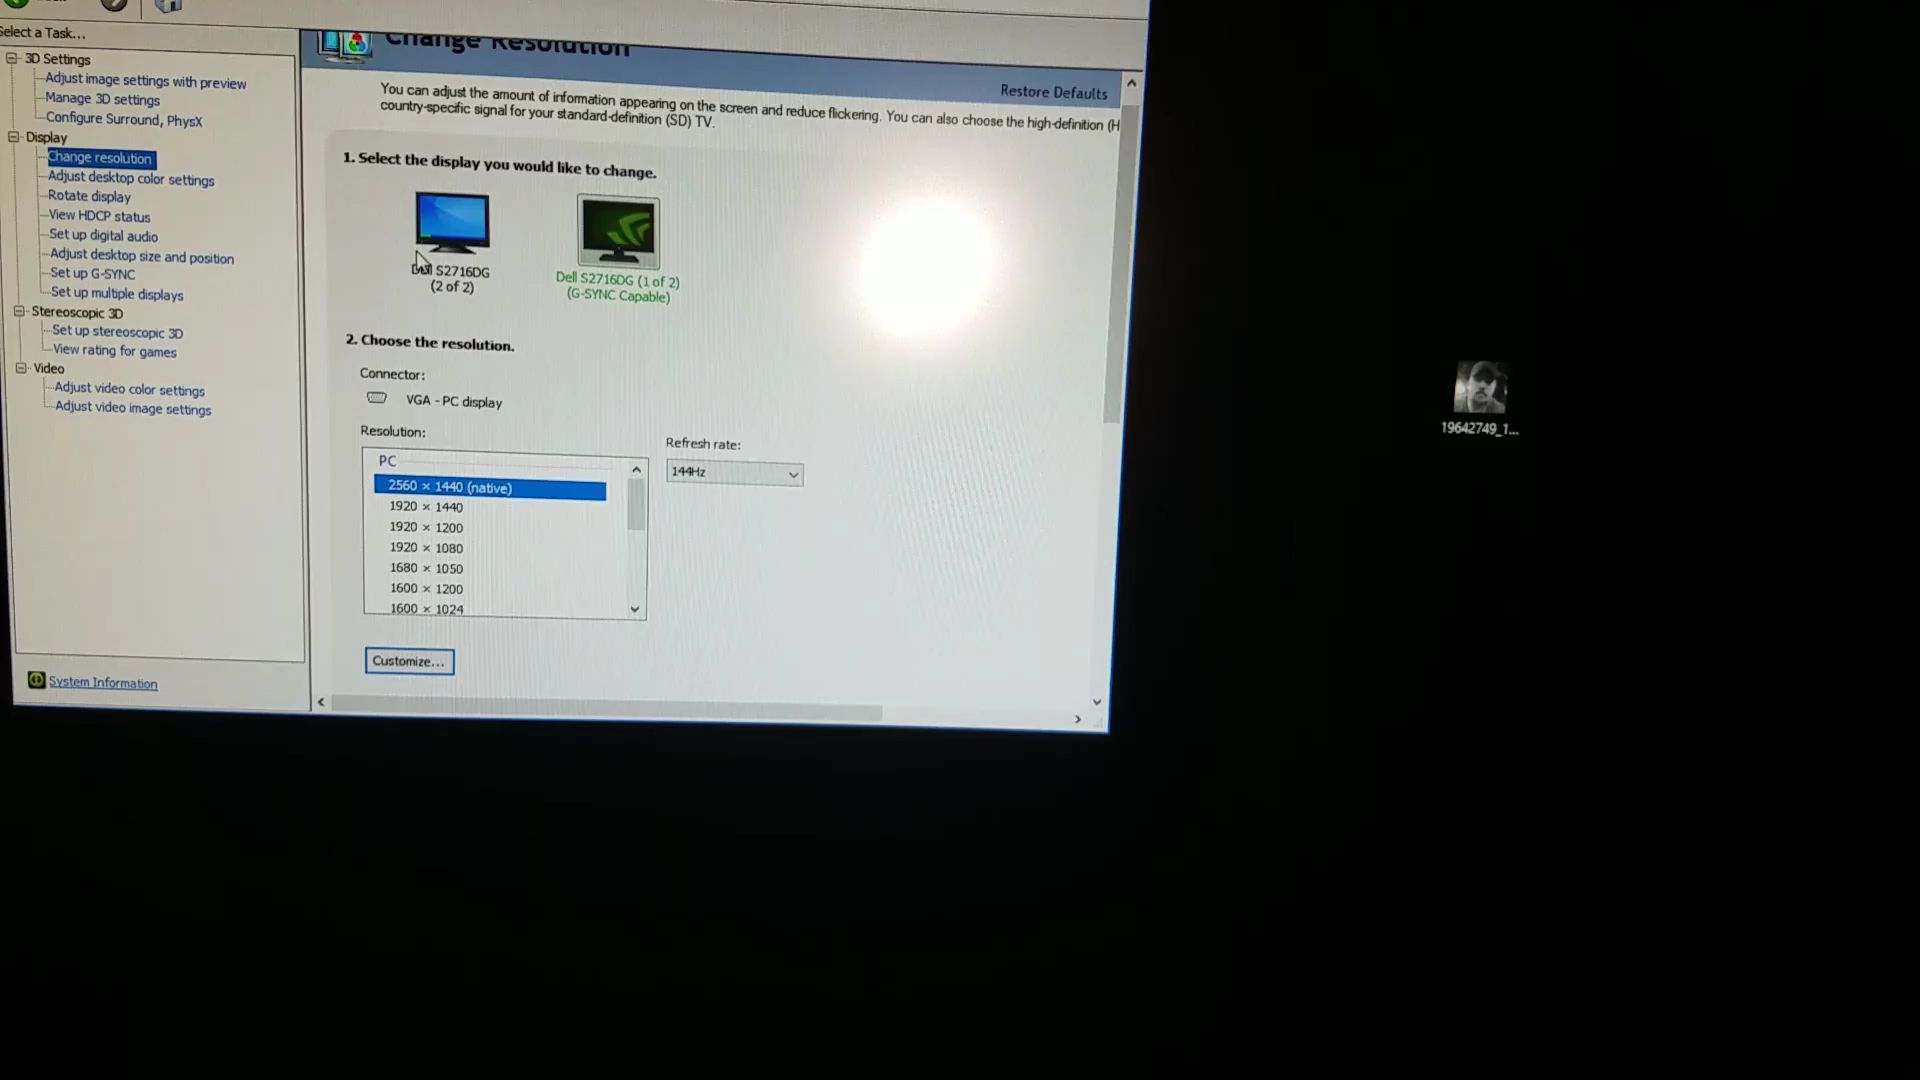 Select a Task...
3D Settings
Adjust image settings with preview
Manage 3D settings
Configure Surround, PhysX
Display
Change resolution
Adjust desktop color settings
Rotate display
View HDCP status
Set up digital audio
Adjust desktop size and position
Set up G-SYNC
Set up multiple displays
Stereoscopic 3D
Set up stereoscopic 3D
View rating for games
Video
Adjust video color settings
Adjust video image settings
System Information
Change Resolution
Restore Defaults
You can adjust the amount of information appearing on the screen and reduce flickering. You can also choose the high-definition (H
country-specific signal for your standard-definition (SD) TV.
1. Select the display you would like to change.
Dell S2716DG
(2 of 2)
Dell S2716DG (1 of 2)
(G-SYNC Capable)
2. Choose the resolution.
Connector:
VGA - PC display
Resolution:
Refresh rate:
144Hz
PC
2560 × 1440 (native)
1920 × 1440
1920 × 1200
1920 × 1080
1680 × 1050
1600 × 1200
1600 × 1024
Customize...
19642749_1...